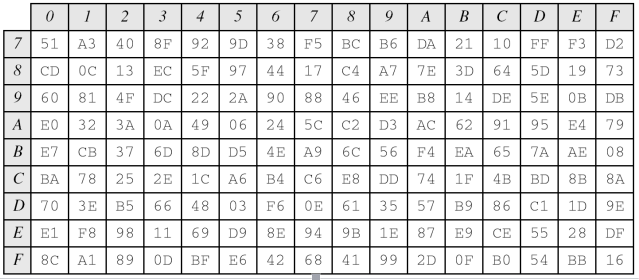 0 1 2 3 4 5 6 7 8 9 A B C D E F
7 51 A3 40 8F 92 9D 38 F5 BC B6 DA 21 10 FF F3 D2
8 CD 0C 13 EC 5F 97 44 17 C4 A7 7E 3D 64 5D 19 73
9 60 81 4F DC 22 2A 90 88 46 EE B8 14 DE 5E 0B DB
A E0 32 3A 0A 49 06 24 5C C2 D3 AC 62 91 95 E4 79
B E7 CB 37 6D 8D D5 4E A9 6C 56 F4 EA 65 7A AE 08
C BA 78 25 2E 1C A6 B4 C6 E8 DD 74 1F 4B BD 8B 8A
D 70 3E B5 66 48 03 F6 0E 61 35 57 B9 86 C1 1D 9E
E E1 F8 98 11 69 D9 8E 94 9B 1E 87 E9 CE 55 28 DF
F 8C A1 89 0D BF E6 42 68 41 99 2D 0F B0 54 BB 16